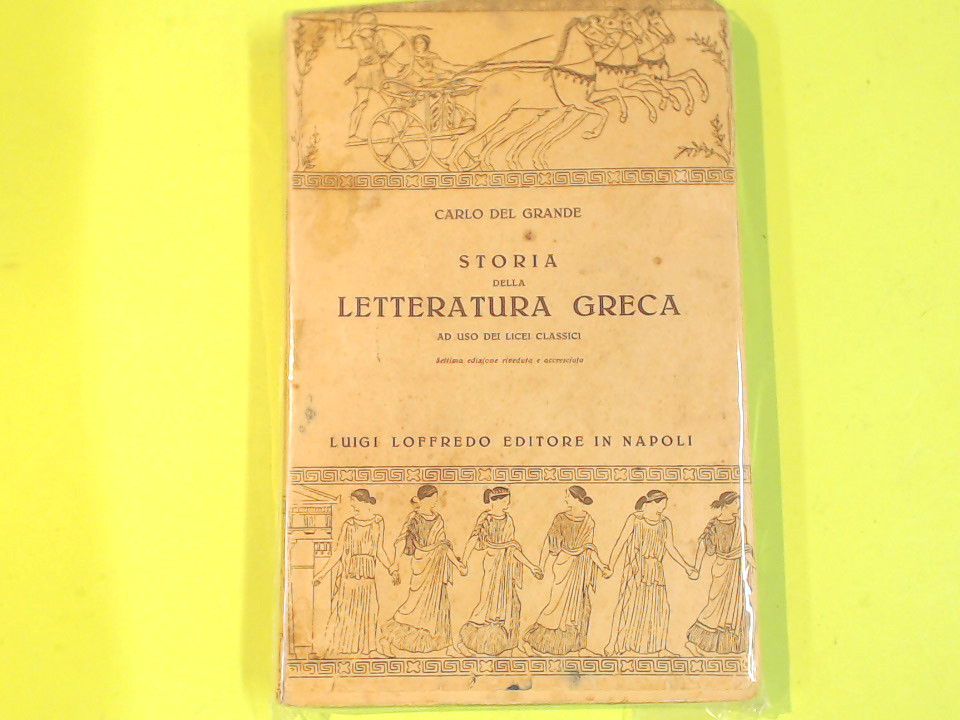 CARLO DEL GRANDE
STORIA
DELLA
LETTERATURA GRECA
AD USO DEI LICEI CLASSICI
Settima edizione riveduta e accresciuta
LUIGI LOFFREDO EDITORE IN NAPOLI